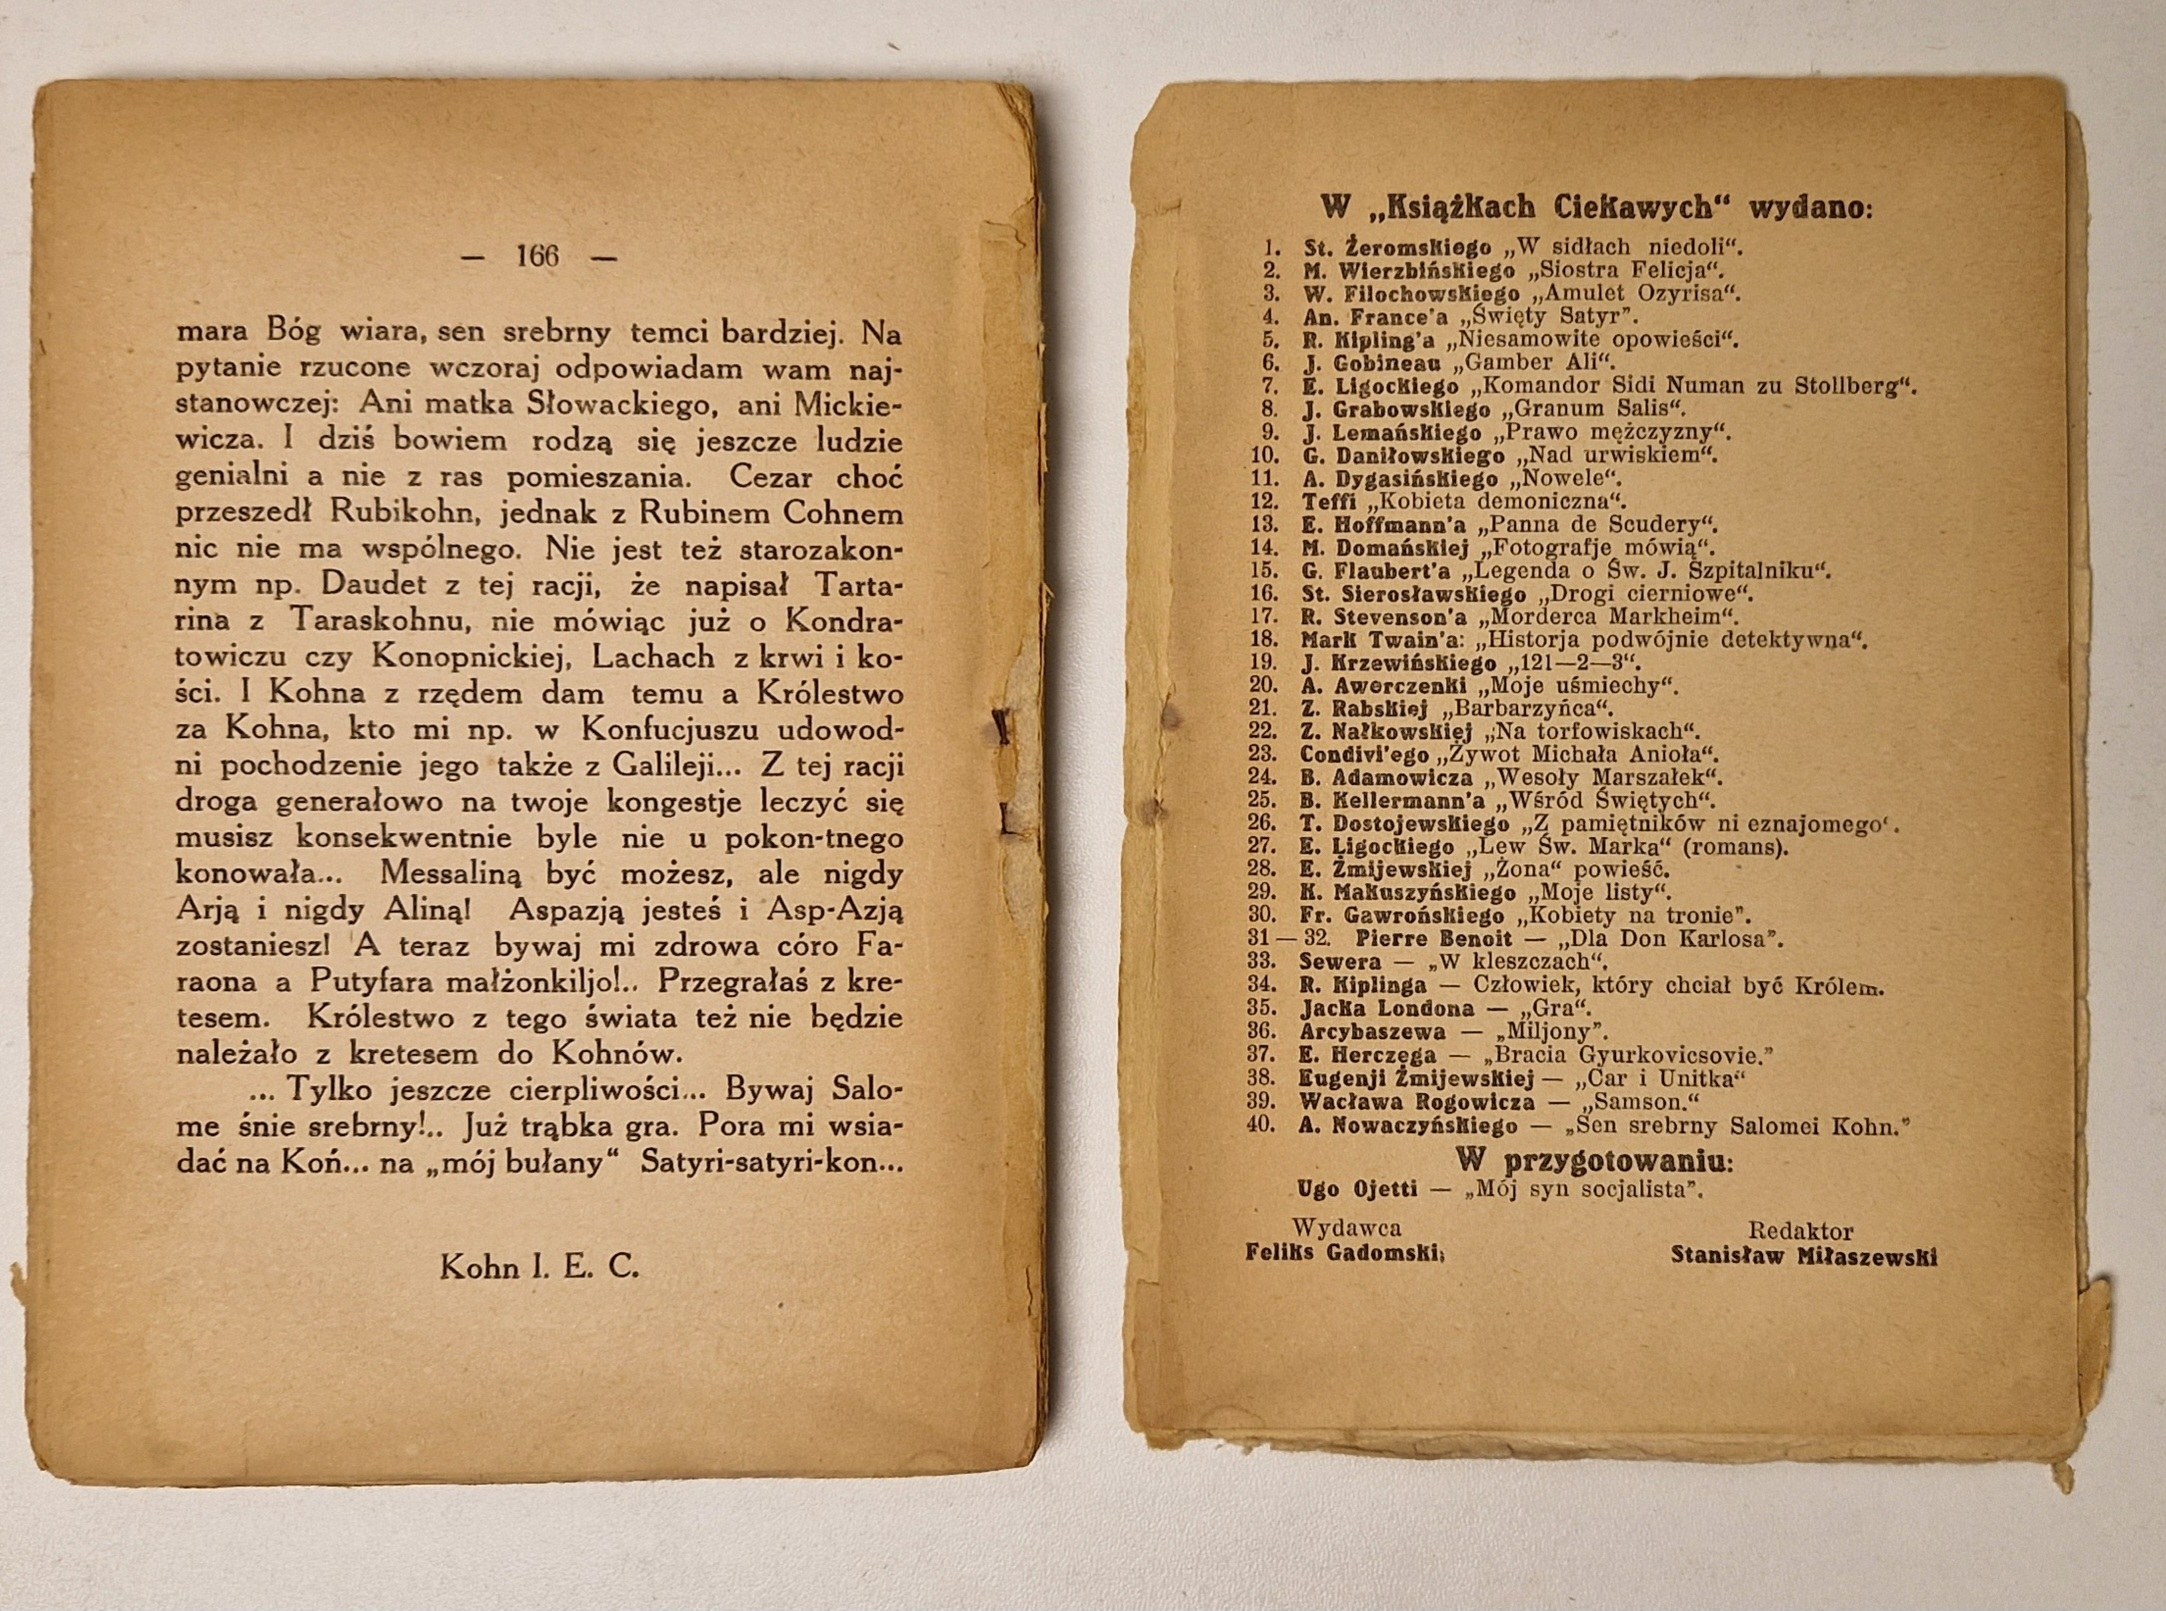 — 166 —
mara Bóg wiara, sen srebrny temci bardziej. Na
pytanie rzucone wczoraj odpowiadam wam naj-
stanowczej: Ani matka Słowackiego, ani Mickie-
wicza. I dziś bowiem rodzą się jeszcze ludzie
genialni a nie z ras pomieszania. Cezar choć
przeszedł Rubikohn, jednak z Rubinem Cohnem
nic nie ma wspólnego. Nie jest też starozakon-
nym np. Daudet z tej racji, że napisał Tarta-
rina z Taraskohnu, nie mówiąc już o Kondra-
towiczu czy Konopnickiej, Lachach z krwi i ko-
ści. I Kohna z rzędem dam temu a Królestwo
za Kohna, kto mi np. w Konfucjuszu udowod-
ni pochodzenie jego także z Galileji... Z tej racji
droga generałowo na twoje kongestje leczyć się
musisz konsekwentnie byle nie u pokon-tnego
konowała... Messaliną być możesz, ale nigdy
Arją i nigdy Aliną! Aspazją jesteś i Asp-Azją
zostaniesz! A teraz bywaj mi zdrowa córo Fa-
raona a Putyfara małżonkiljo!.. Przegrałaś z kre-
tesem. Królestwo z tego świata też nie będzie
należało z kretesem do Kohnów.
... Tylko jeszcze cierpliwości... Bywaj Salo-
me śnie srebrny!.. Już trąbka gra. Pora mi wsia-
dać na Koń... na „mój bułany“ Satyri-satyri-kon...
Kohn I. E. C.
W „Książkach Ciekawych“ wydano:
1. St. Żeromskiego „W sidłach niedoli“.
2. M. Wierzbińskiego „Siostra Felicja“.
3. W. Filochowskiego „Amulet Ozyrisa“.
4. An. France'a „Święty Satyr”.
5. R. Kipling'a „Niesamowite opowieści“.
6. J. Gobineau „Gamber Ali“.
7. E. Ligockiego „Komandor Sidi Numan zu Stollberg“.
8. J. Grabowskiego „Granum Salis“.
9. J. Lemańskiego „Prawo mężczyzny“.
10. G. Daniłowskiego „Nad urwiskiem“.
11. A. Dygasińskiego „Nowele“.
12. Teffi „Kobieta demoniczna“.
13. E. Hoffmann'a „Panna de Scudery“.
14. M. Domańskiej „Fotografje mówią“.
15. G. Flaubert'a „Legenda o Św. J. Szpitalniku“.
16. St. Sierosławskiego „Drogi cierniowe“.
17. R. Stevenson'a „Morderca Markheim“.
18. Mark Twain'a: „Historja podwójnie detektywna“.
19. J. Krzewińskiego „121—2—3“.
20. A. Awerczenki „Moje uśmiechy“.
21. Z. Rabskiej „Barbarzyńca“.
22. Z. Nałkowskiej „Na torfowiskach“.
23. Condivi'ego „Żywot Michała Anioła“.
24. B. Adamowicza „Wesoły Marszałek“.
25. B. Kellermann'a „Wśród Świętych“.
26. T. Dostojewskiego „Z pamiętników ni eznajomego‘.
27. E. Ligockiego „Lew Św. Marka“ (romans).
28. E. Żmijewskiej „Żona“ powieść.
29. K. Makuszyńskiego „Moje listy“.
30. Fr. Gawrońskiego „Kobiety na tronie”.
31—32. Pierre Benoit — „Dla Don Karlosa”.
33. Sewera — „W kleszczach“.
34. R. Kiplinga — Człowiek, który chciał być Królem.
35. Jacka Londona — „Gra“.
36. Arcybaszewa — „Miljony”.
37. E. Herczega — „Bracia Gyurkovicsovie.”
38. Eugenji Żmijewskiej — „Car i Unitka“
39. Wacława Rogowicza — „Samson.“
40. A. Nowaczyńskiego — „Sen srebrny Salomei Kohn.”
W przygotowaniu:
Ugo Ojetti — „Mój syn socjalista”.
Wydawca Redaktor
Feliks Gadomski; Stanisław Miłaszewski